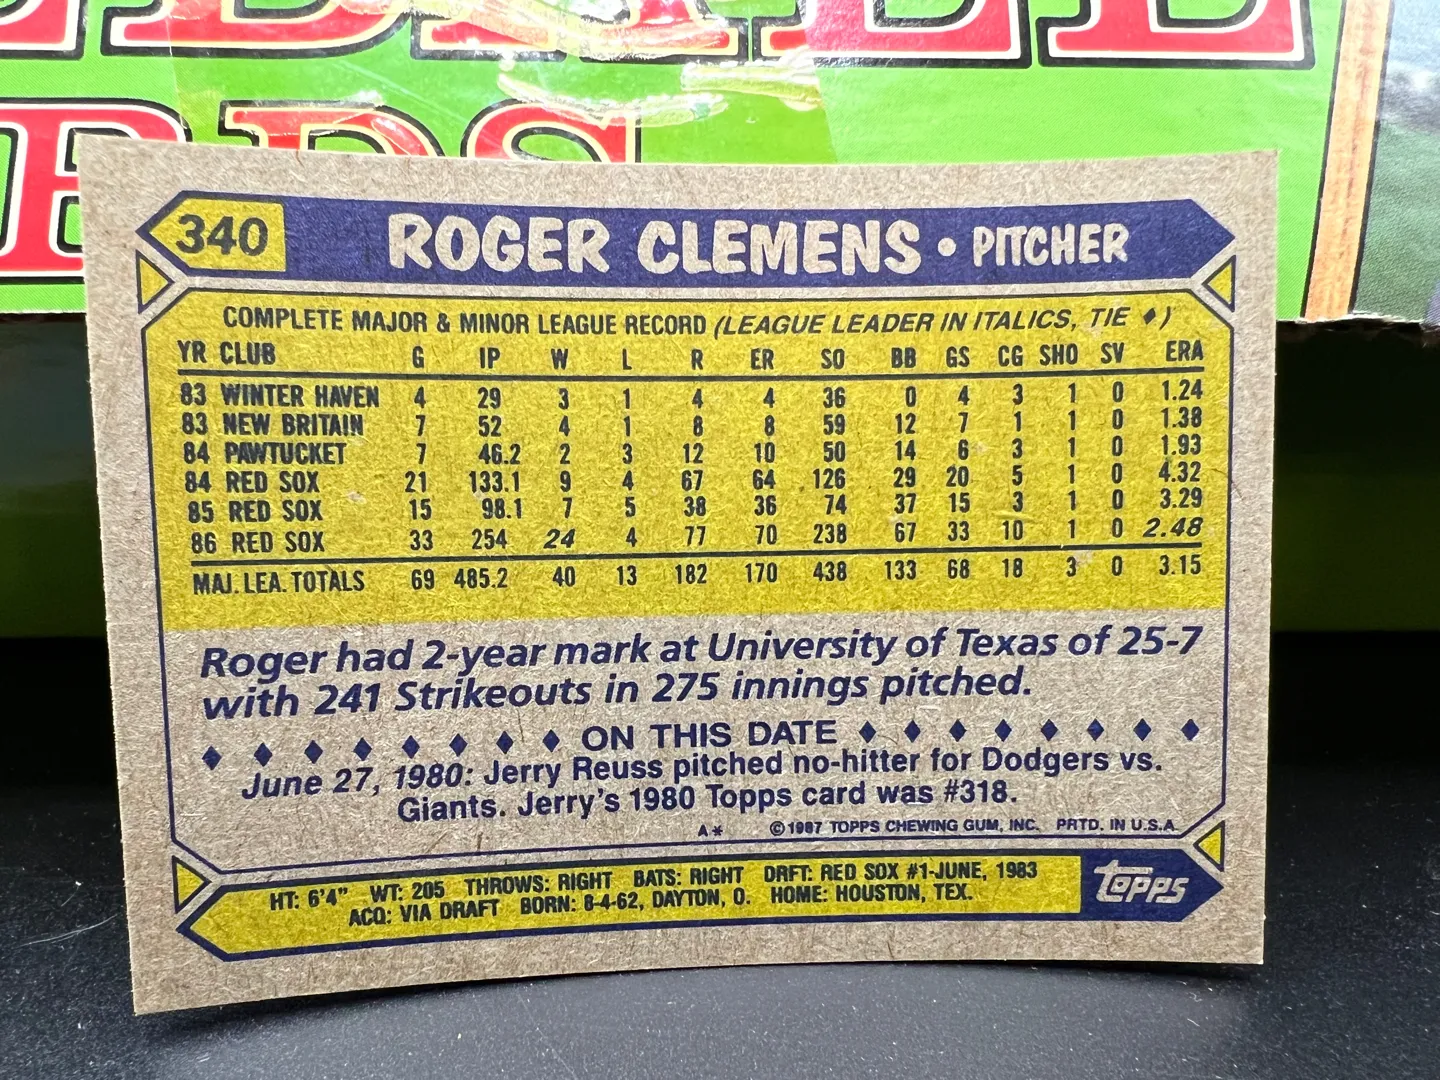 340 ROGER CLEMENS • PITCHER
COMPLETE MAJOR & MINOR LEAGUE RECORD (LEAGUE LEADER IN ITALICS, TIE ♦)
YR CLUB G IP W L R ER SO BB GS CG SHO SV ERA
83 WINTER HAVEN 4 29 3 1 4 4 36 0 4 3 1 0 1.24
83 NEW BRITAIN 7 52 4 1 8 8 59 12 7 1 1 0 1.38
84 PAWTUCKET 7 46.2 2 3 12 10 50 14 6 3 1 0 1.93
84 RED SOX 21 133.1 9 4 67 64 126 29 20 5 1 0 4.32
85 RED SOX 15 98.1 7 5 38 36 74 37 15 3 1 0 3.29
86 RED SOX 33 254 24 4 77 70 238 67 33 10 1 0 2.48
MAJ. LEA. TOTALS 69 485.2 40 13 182 170 438 133 68 18 3 0 3.15
Roger had 2-year mark at University of Texas of 25-7
with 241 Strikeouts in 275 innings pitched.
♦ ♦ ♦ ♦ ♦ ♦ ♦ ♦ ON THIS DATE ♦ ♦ ♦ ♦ ♦ ♦ ♦ ♦
June 27, 1980: Jerry Reuss pitched no-hitter for Dodgers vs.
Giants. Jerry's 1980 Topps card was #318.
A* ©1987 TOPPS CHEWING GUM, INC. PRTD. IN U.S.A.
HT: 6'4" WT: 205 THROWS: RIGHT BATS: RIGHT DRFT: RED SOX #1-JUNE, 1983
ACQ: VIA DRAFT BORN: 8-4-62, DAYTON, O. HOME: HOUSTON, TEX.
topps